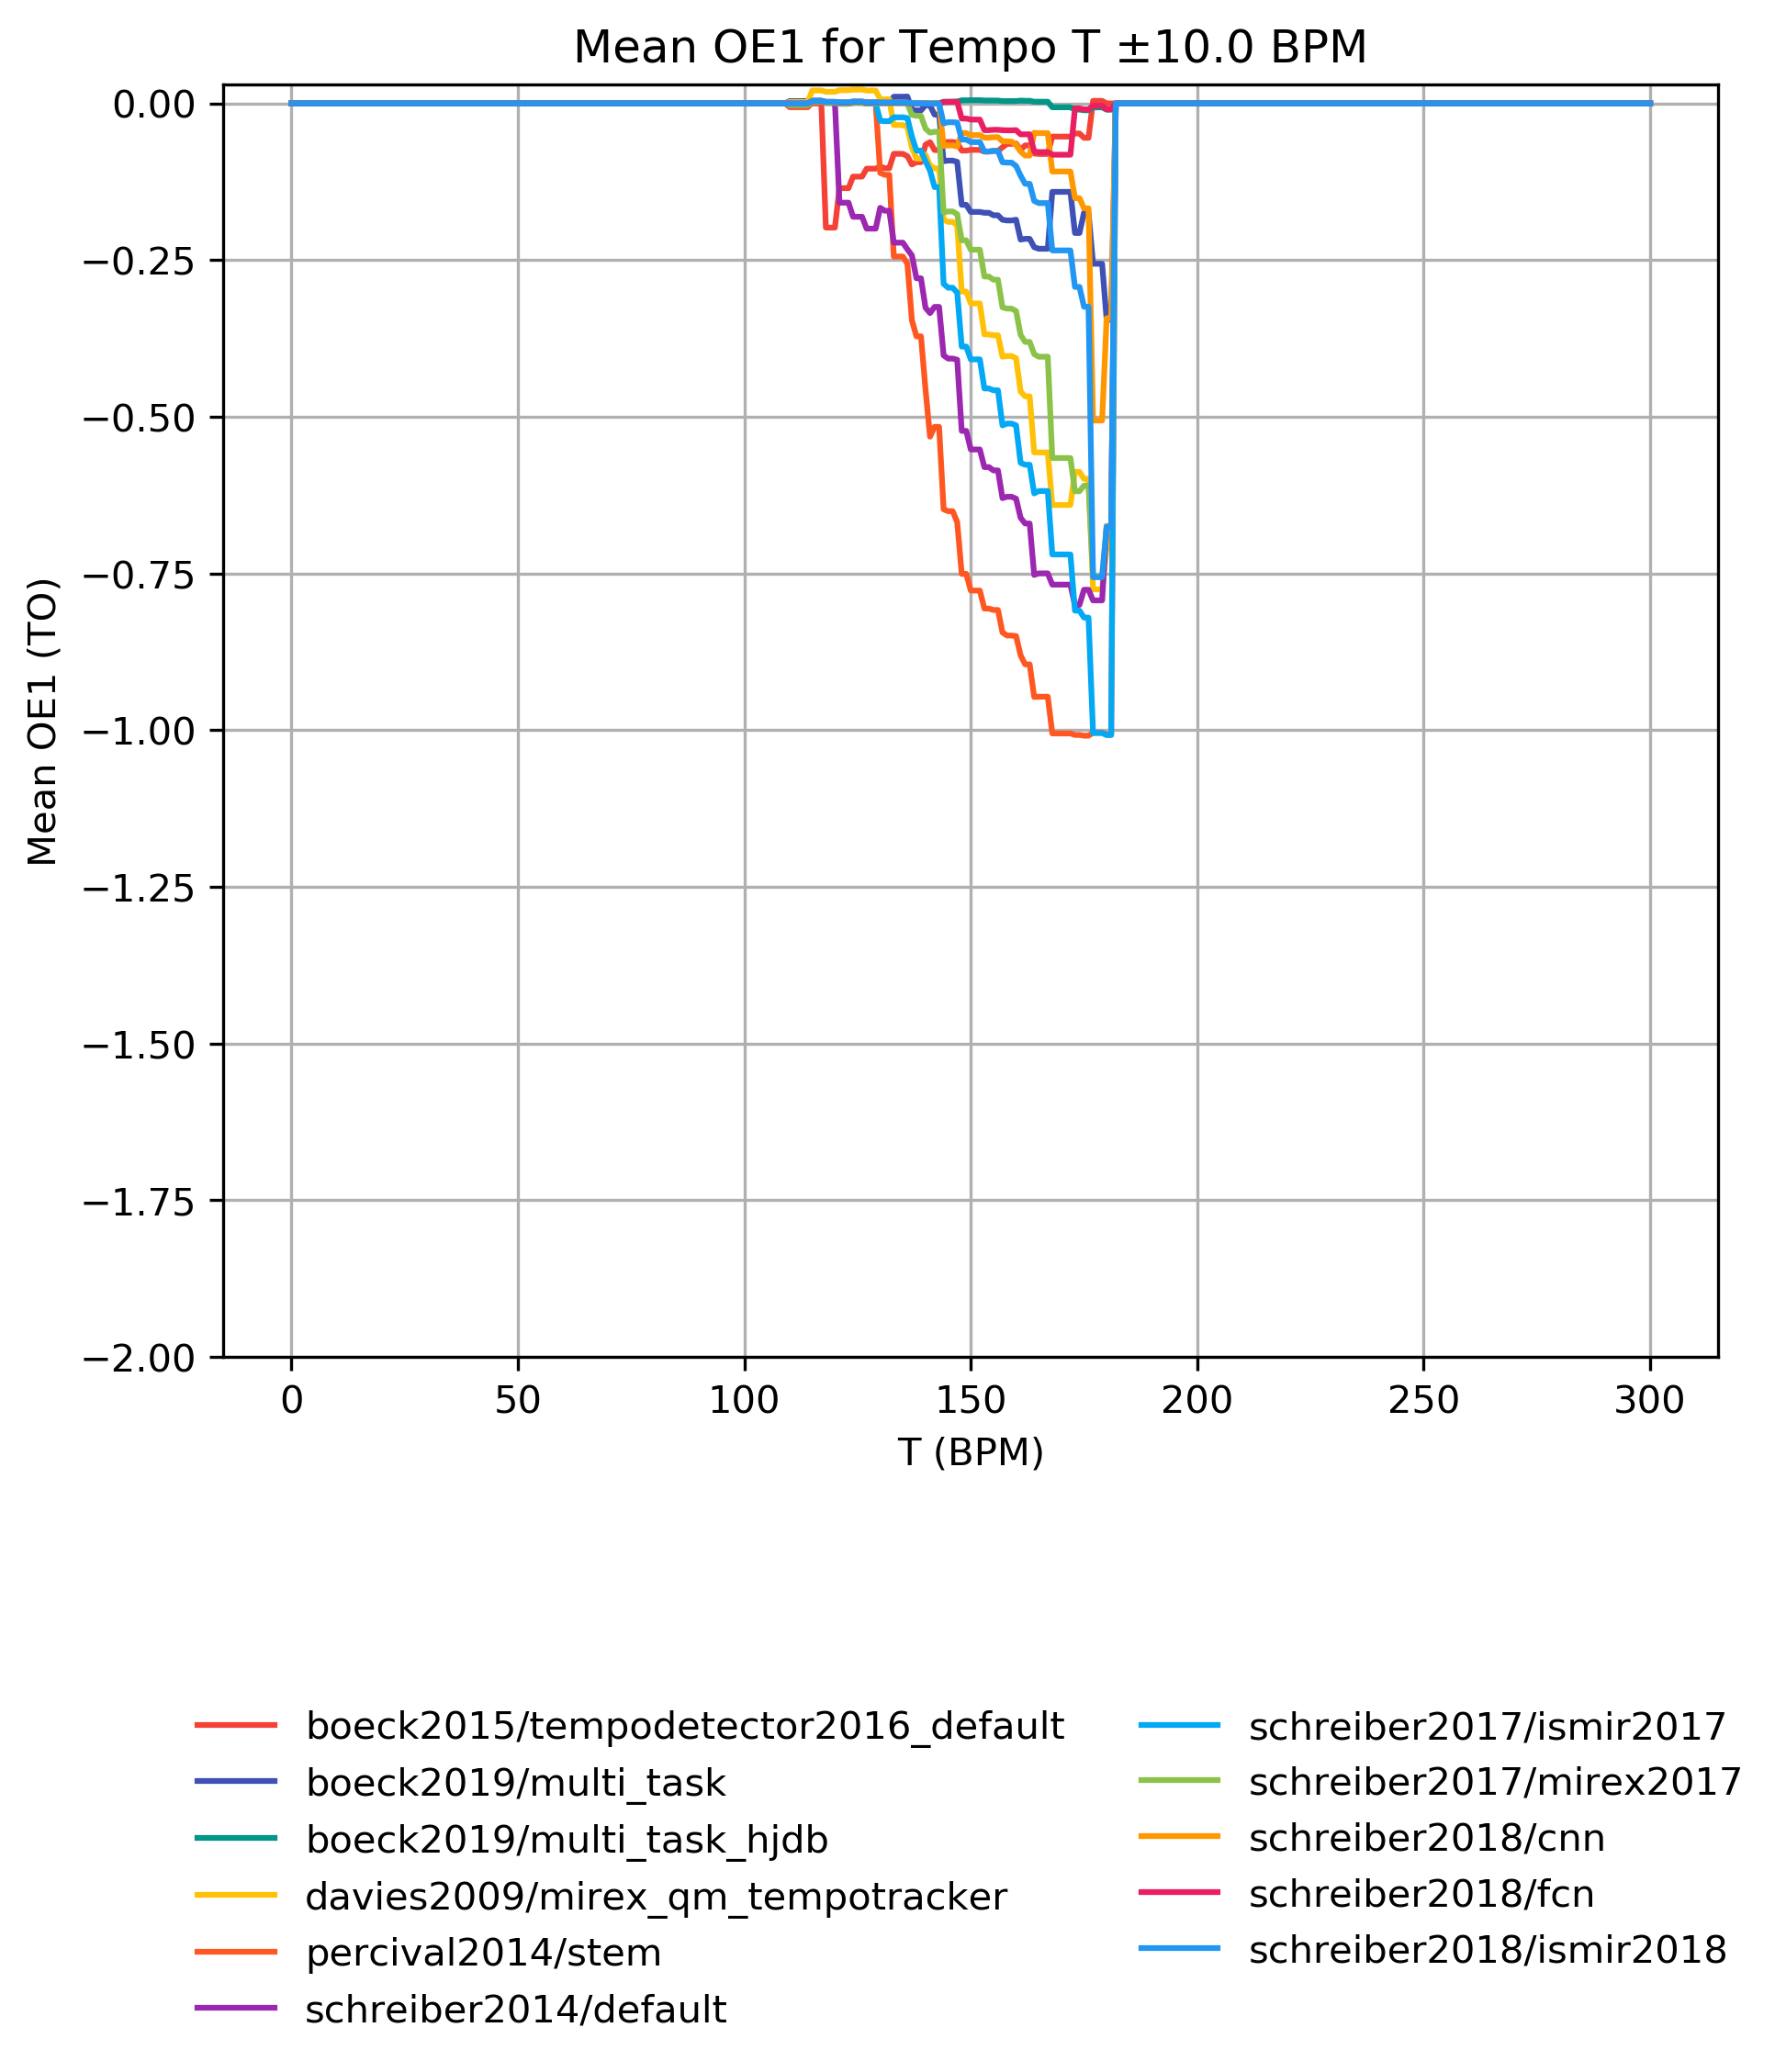 Mean OE1 for Tempo T ±10.0 BPM
0.00
−0.25
−0.50
−0.75
−1.00
−1.25
−1.50
−1.75
−2.00
Mean OE1 (TO)
0 50 100 150 200 250 300
T (BPM)
boeck2015/tempodetector2016_default
boeck2019/multi_task
boeck2019/multi_task_hjdb
davies2009/mirex_qm_tempotracker
percival2014/stem
schreiber2014/default
schreiber2017/ismir2017
schreiber2017/mirex2017
schreiber2018/cnn
schreiber2018/fcn
schreiber2018/ismir2018